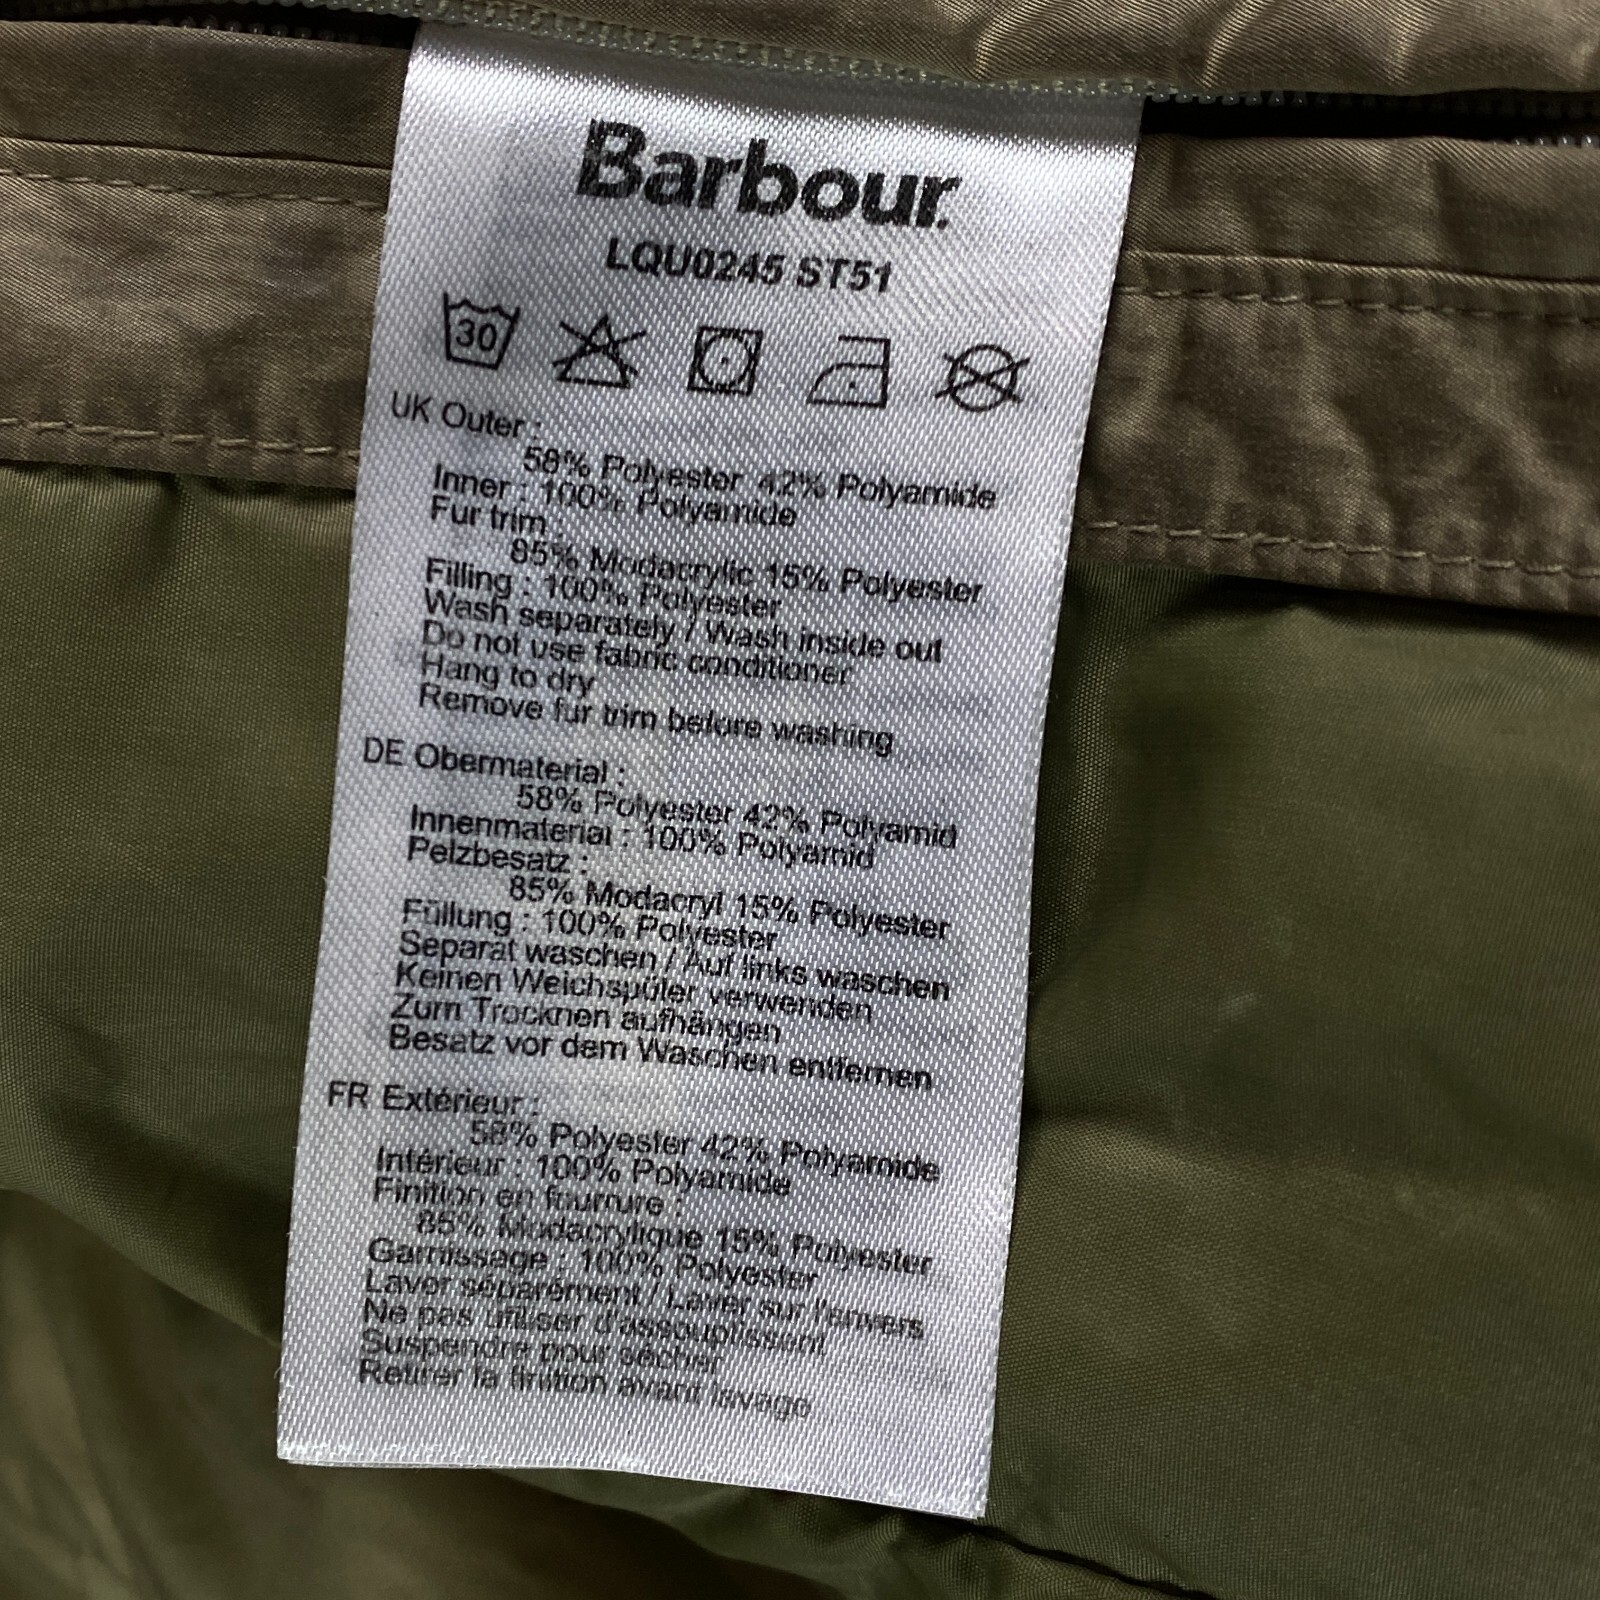 Barbour.
LQU0245 ST51
30
UK Outer :
58% Polyester 42% Polyamide
Inner : 100% Polyamide
Fur trim :
85% Modacrylic 15% Polyester
Filling : 100% Polyester
Wash separately / Wash inside out
Do not use fabric conditioner
Hang to dry
Remove fur trim before washing
DE Obermaterial :
58% Polyester 42% Polyamid
Innenmaterial : 100% Polyamid
Pelzbesatz :
85% Modacryl 15% Polyester
Füllung : 100% Polyester
Separat waschen / Auf links waschen
Keinen Weichspüler verwenden
Zum Trocknen aufhängen
Besatz vor dem Waschen entfernen
FR Extérieur :
58% Polyester 42% Polyamide
Intérieur : 100% Polyamide
Finition en fourrure :
85% Modacrylique 15% Polyester
Garnissage : 100% Polyester
Laver séparément / Laver sur l'envers
Ne pas utiliser d'assouplissent
Suspendre pour sécher
Retirer la finition avant lavage